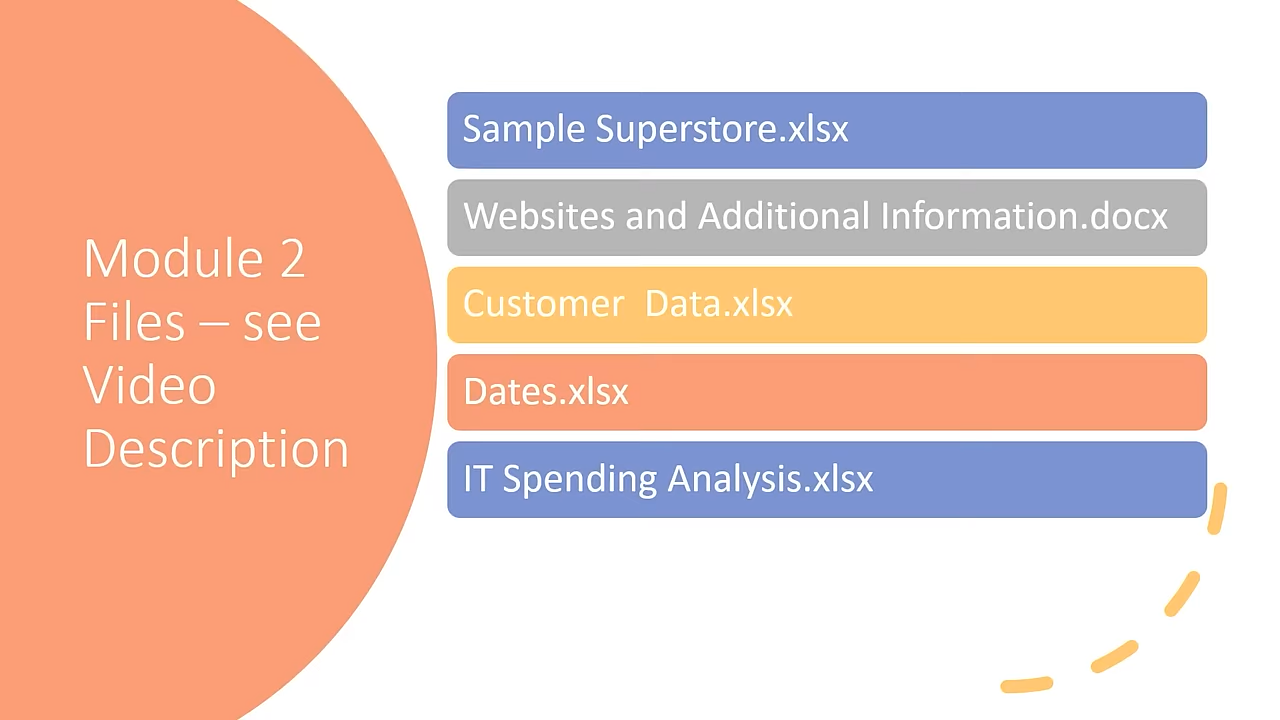 Module 2
Files – see
Video
Description
Sample Superstore.xlsx
Websites and Additional Information.docx
Customer  Data.xlsx
Dates.xlsx
IT Spending Analysis.xlsx